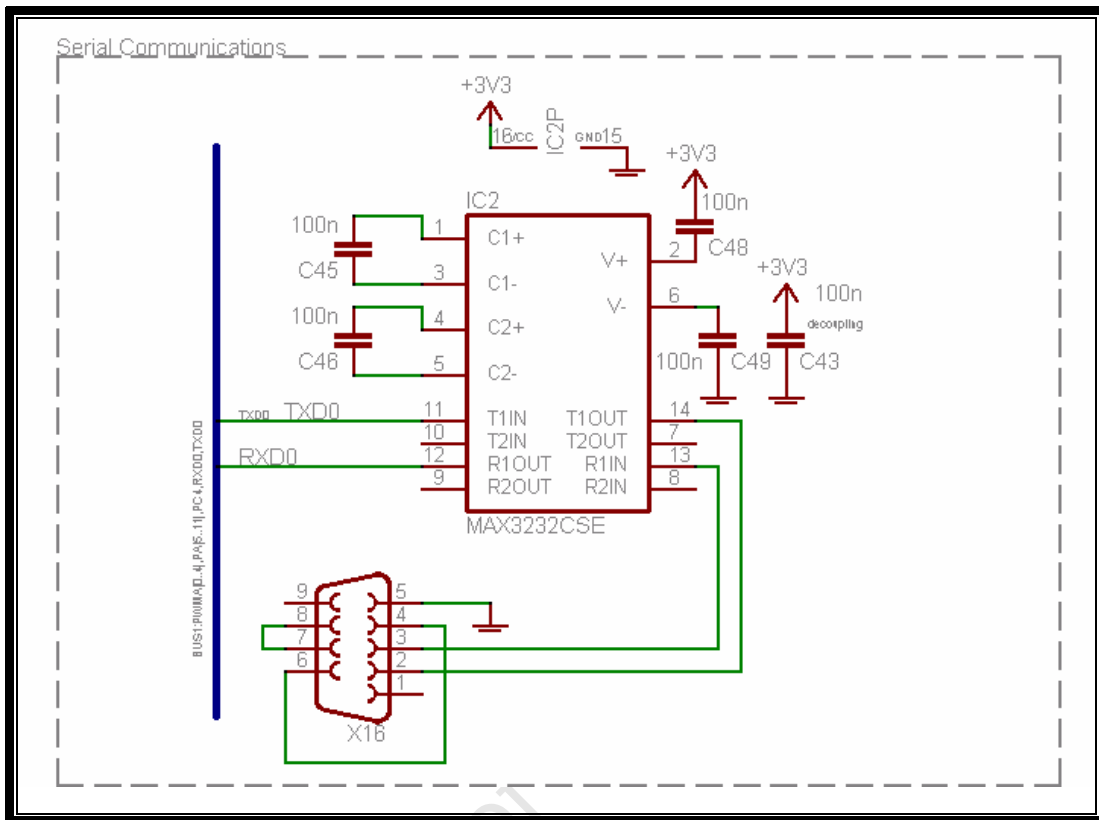 Serial Communications
+3V3
16 VCC IC2P GND 15
+3V3
IC2
100n
100n
1 C1+
C45
V+ 2 C48
3 C1-
+3V3
100n
V- 6
100n
4 C2+
decoupling
C46
100n C49 C43
5 C2-
TXD0 TXD0 11 T1IN T1OUT 14
10 T2IN T2OUT 7
RXD0 12 R1OUT R1IN 13
9 R2OUT R2IN 8
MAX3232CSE
9 5
8 4
7 3
6 2
1
X16